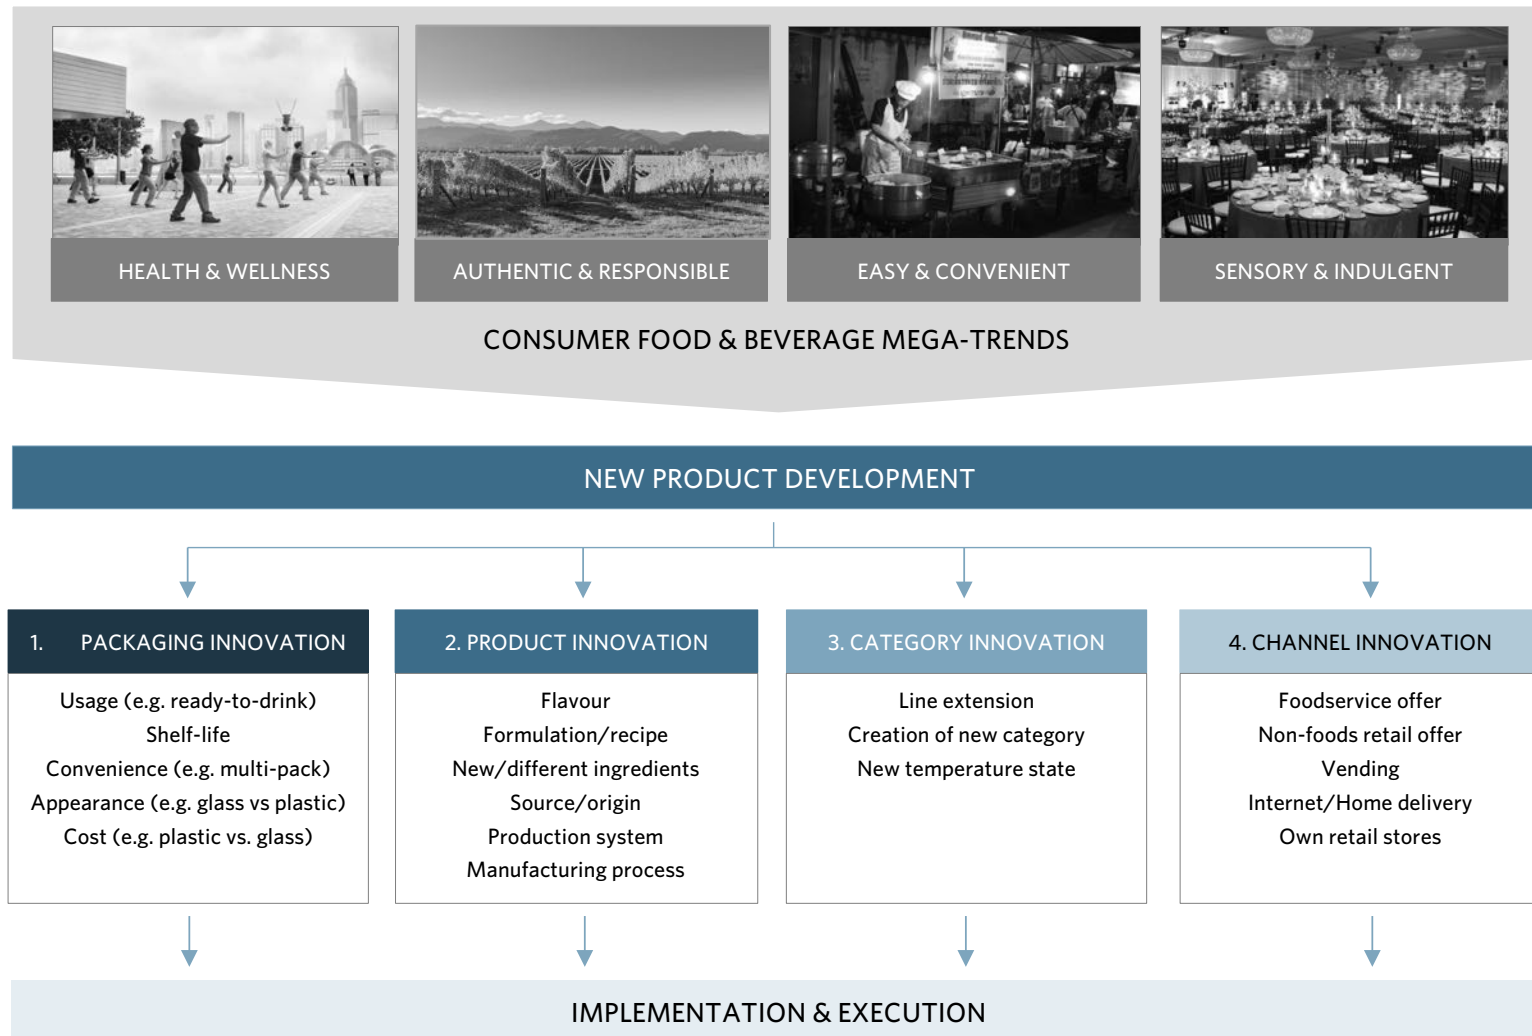 HEALTH & WELLNESS
AUTHENTIC & RESPONSIBLE
EASY & CONVENIENT
SENSORY & INDULGENT
CONSUMER FOOD & BEVERAGE MEGA-TRENDS
NEW PRODUCT DEVELOPMENT
1. PACKAGING INNOVATION
Usage (e.g. ready-to-drink)
Shelf-life
Convenience (e.g. multi-pack)
Appearance (e.g. glass vs plastic)
Cost (e.g. plastic vs. glass)
2. PRODUCT INNOVATION
Flavour
Formulation/recipe
New/different ingredients
Source/origin
Production system
Manufacturing process
3. CATEGORY INNOVATION
Line extension
Creation of new category
New temperature state
4. CHANNEL INNOVATION
Foodservice offer
Non-foods retail offer
Vending
Internet/Home delivery
Own retail stores
IMPLEMENTATION & EXECUTION